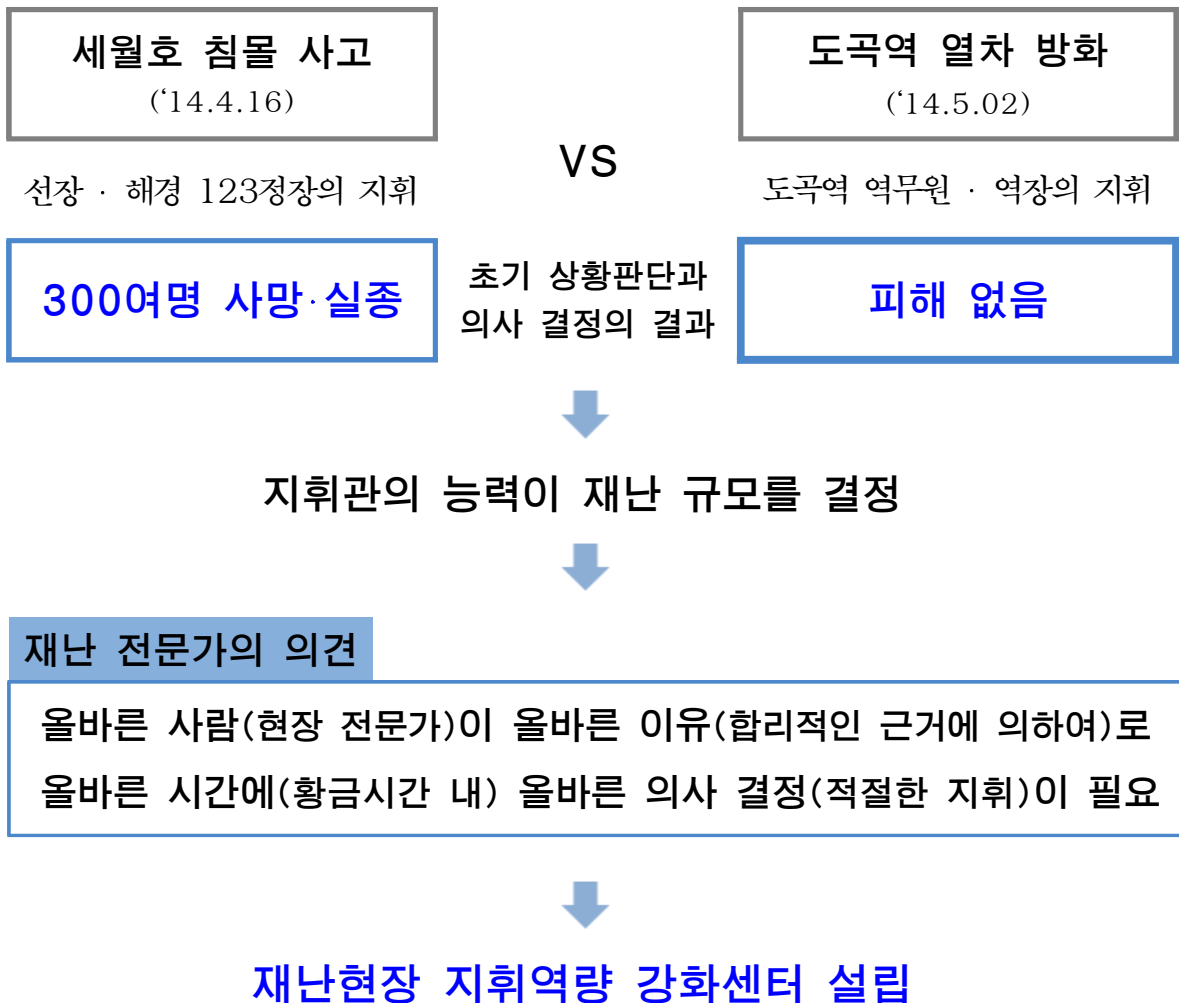 세월호 침몰 사고
(‘14.4.16)
선장 · 해경 123정장의 지휘
300여명 사망·실종
VS
초기 상황판단과
의사 결정의 결과
도곡역 열차 방화
(‘14.5.02)
도곡역 역무원 · 역장의 지휘
피해 없음
지휘관의 능력이 재난 규모를 결정
재난 전문가의 의견
올바른 사람(현장 전문가)이 올바른 이유(합리적인 근거에 의하여)로
올바른 시간에(황금시간 내) 올바른 의사 결정(적절한 지휘)이 필요
재난현장 지휘역량 강화센터 설립